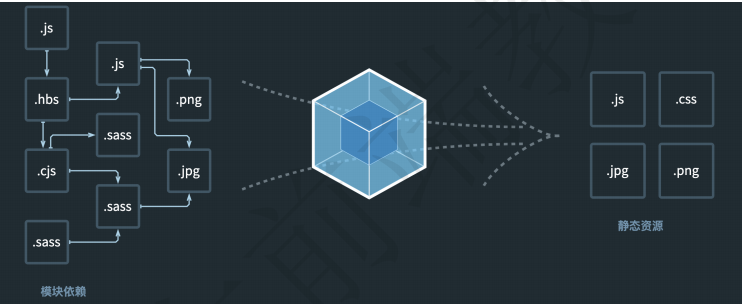 .js
.js
.hbs
.png
.sass
.cjs
.jpg
.sass
.sass
模块依赖
.js
.css
.jpg
.png
静态资源